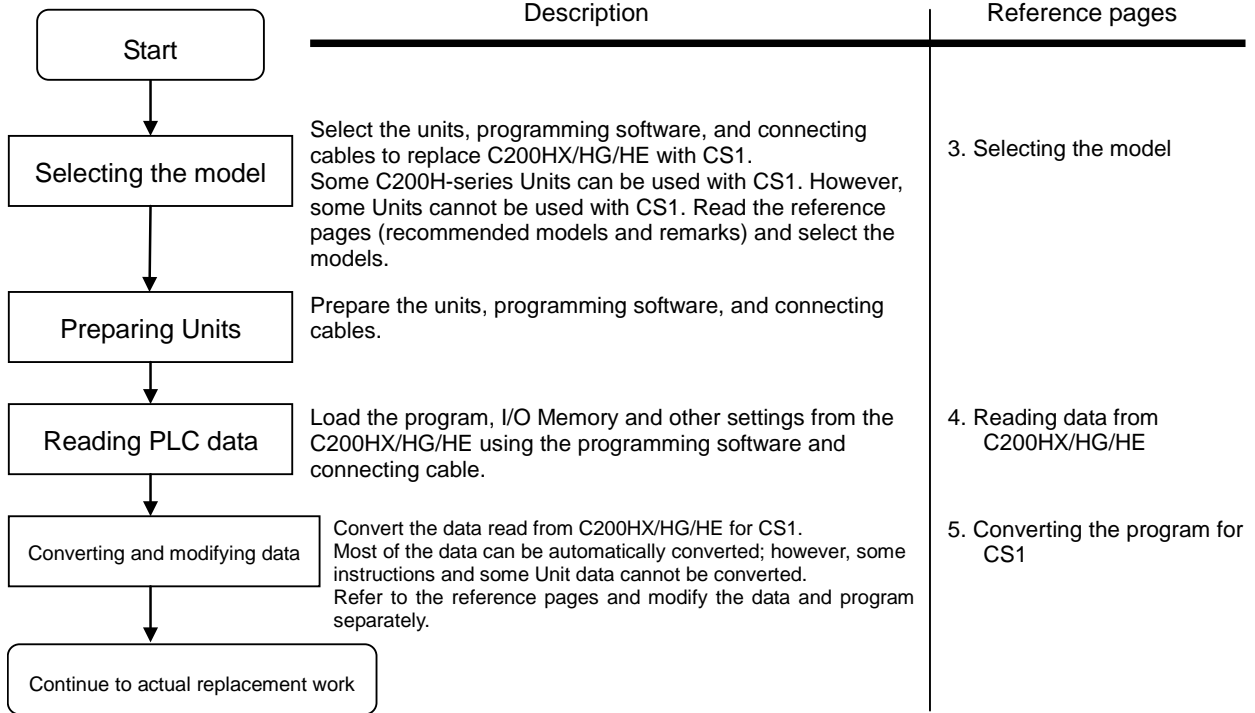 Description
Reference pages
Start
Selecting the model
Select the units, programming software, and connecting
cables to replace C200HX/HG/HE with CS1.
Some C200H-series Units can be used with CS1. However,
some Units cannot be used with CS1. Read the reference
pages (recommended models and remarks) and select the
models.
3. Selecting the model
Preparing Units
Prepare the units, programming software, and connecting
cables.
Reading PLC data
Load the program, I/O Memory and other settings from the
C200HX/HG/HE using the programming software and
connecting cable.
4. Reading data from
C200HX/HG/HE
Converting and modifying data
Convert the data read from C200HX/HG/HE for CS1.
Most of the data can be automatically converted; however, some
instructions and some Unit data cannot be converted.
Refer to the reference pages and modify the data and program
separately.
5. Converting the program for
CS1
Continue to actual replacement work